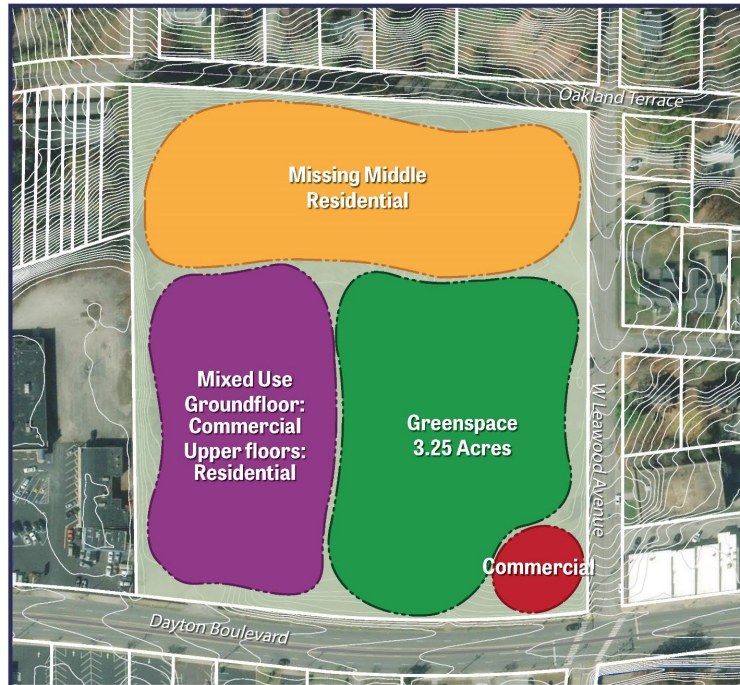 Oakland Terrace
Missing Middle
Residential
Mixed Use
Groundfloor:
Commercial
Upper floors:
Residential
Greenspace
3.25 Acres
W Leawood Avenue
Commercial
Dayton Boulevard